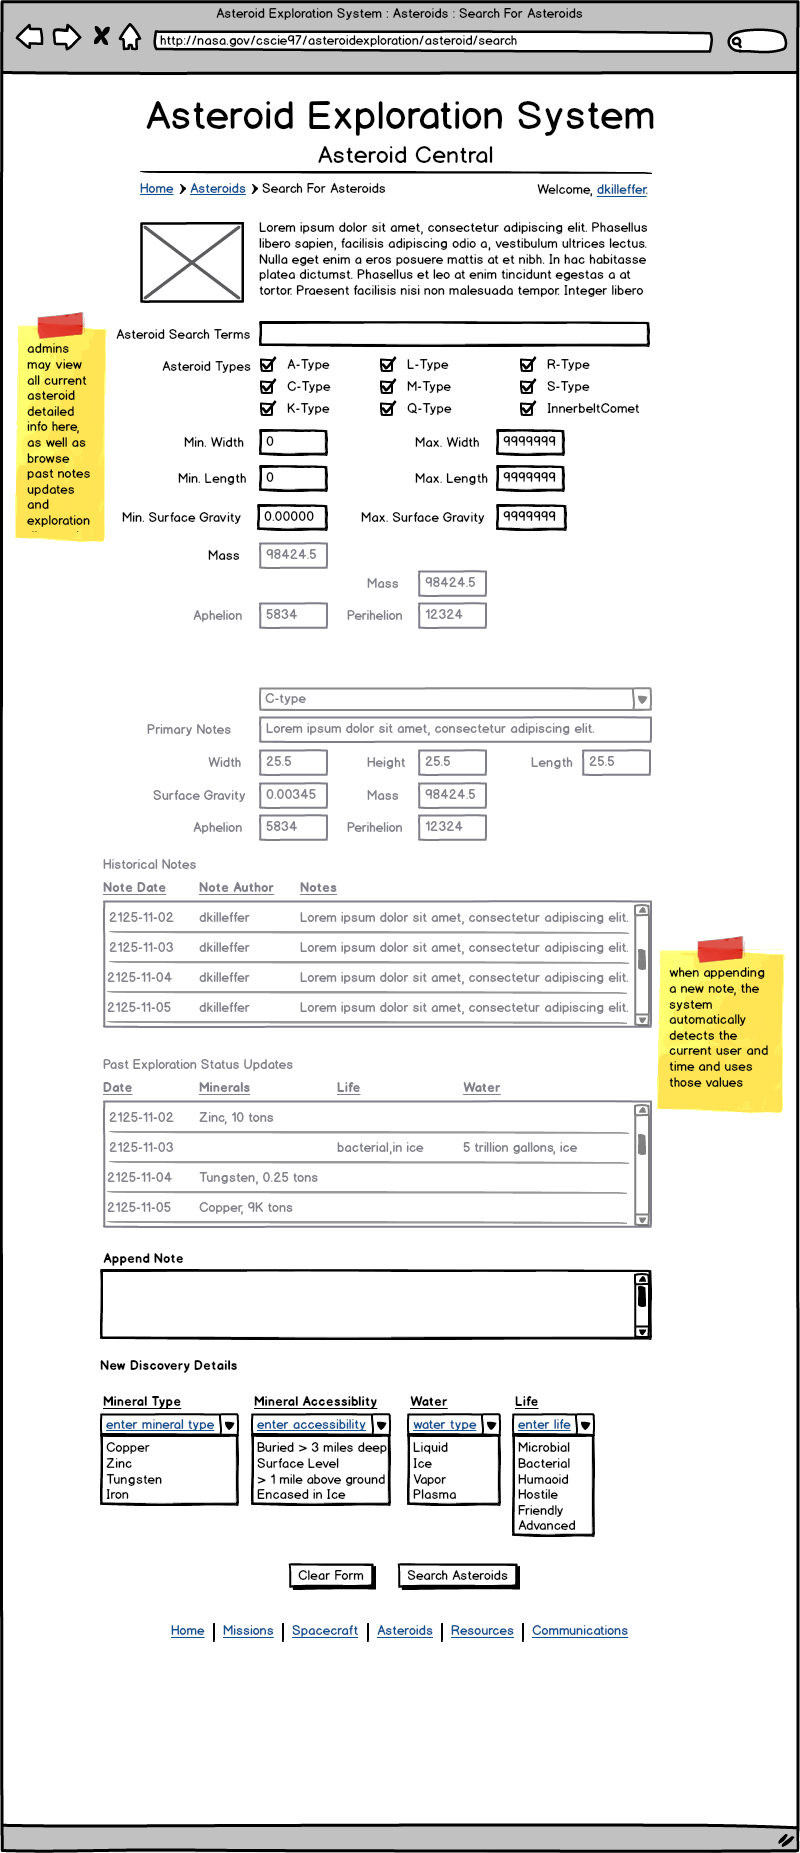 Asteroid Exploration System : Asteroids : Search For Asteroids
http://nasa.gov/cscie97/asteroidexploration/asteroid/search
Asteroid Exploration System
Asteroid Central
Home > Asteroids > Search For Asteroids
Welcome, dkilleffer.
Lorem ipsum dolor sit amet, consectetur adipiscing elit. Phasellus
libero sapien, facilisis adipiscing odio a, vestibulum ultrices lectus.
Nulla eget enim a eros posuere mattis at et nibh. In hac habitasse
platea dictumst. Phasellus et leo at enim tincidunt egestas a at
tortor. Praesent facilisis nisi non malesuada tempor. Integer libero
admins
may view
all current
asteroid
detailed
info here,
as well as
browse
past notes
updates
and
exploration
Asteroid Search Terms
Asteroid Types
A-Type L-Type R-Type
C-Type M-Type S-Type
K-Type Q-Type InnerbeltComet
Min. Width 0 Max. Width 9999999
Min. Length 0 Max. Length 9999999
Min. Surface Gravity 0.00000 Max. Surface Gravity 9999999
Mass 98424.5
Mass 98424.5
Aphelion 5834 Perihelion 12324
C-type
Primary Notes Lorem ipsum dolor sit amet, consectetur adipiscing elit.
Width 25.5 Height 25.5 Length 25.5
Surface Gravity 0.00345 Mass 98424.5
Aphelion 5834 Perihelion 12324
Historical Notes
Note Date Note Author Notes
2125-11-02 dkilleffer Lorem ipsum dolor sit amet, consectetur adipiscing elit.
2125-11-03 dkilleffer Lorem ipsum dolor sit amet, consectetur adipiscing elit.
2125-11-04 dkilleffer Lorem ipsum dolor sit amet, consectetur adipiscing elit.
2125-11-05 dkilleffer Lorem ipsum dolor sit amet, consectetur adipiscing elit.
when appending
a new note, the
system
automatically
detects the
current user and
time and uses
those values
Past Exploration Status Updates
Date Minerals Life Water
2125-11-02 Zinc, 10 tons
2125-11-03 bacterial,in ice 5 trillion gallons, ice
2125-11-04 Tungsten, 0.25 tons
2125-11-05 Copper, 9K tons
Append Note
New Discovery Details
Mineral Type
enter mineral type
Copper
Zinc
Tungsten
Iron
Mineral Accessiblity
enter accessibility
Buried > 3 miles deep
Surface Level
> 1 mile above ground
Encased in Ice
Water
water type
Liquid
Ice
Vapor
Plasma
Life
enter life
Microbial
Bacterial
Humaoid
Hostile
Friendly
Advanced
Clear Form Search Asteroids
Home | Missions | Spacecraft | Asteroids | Resources | Communications